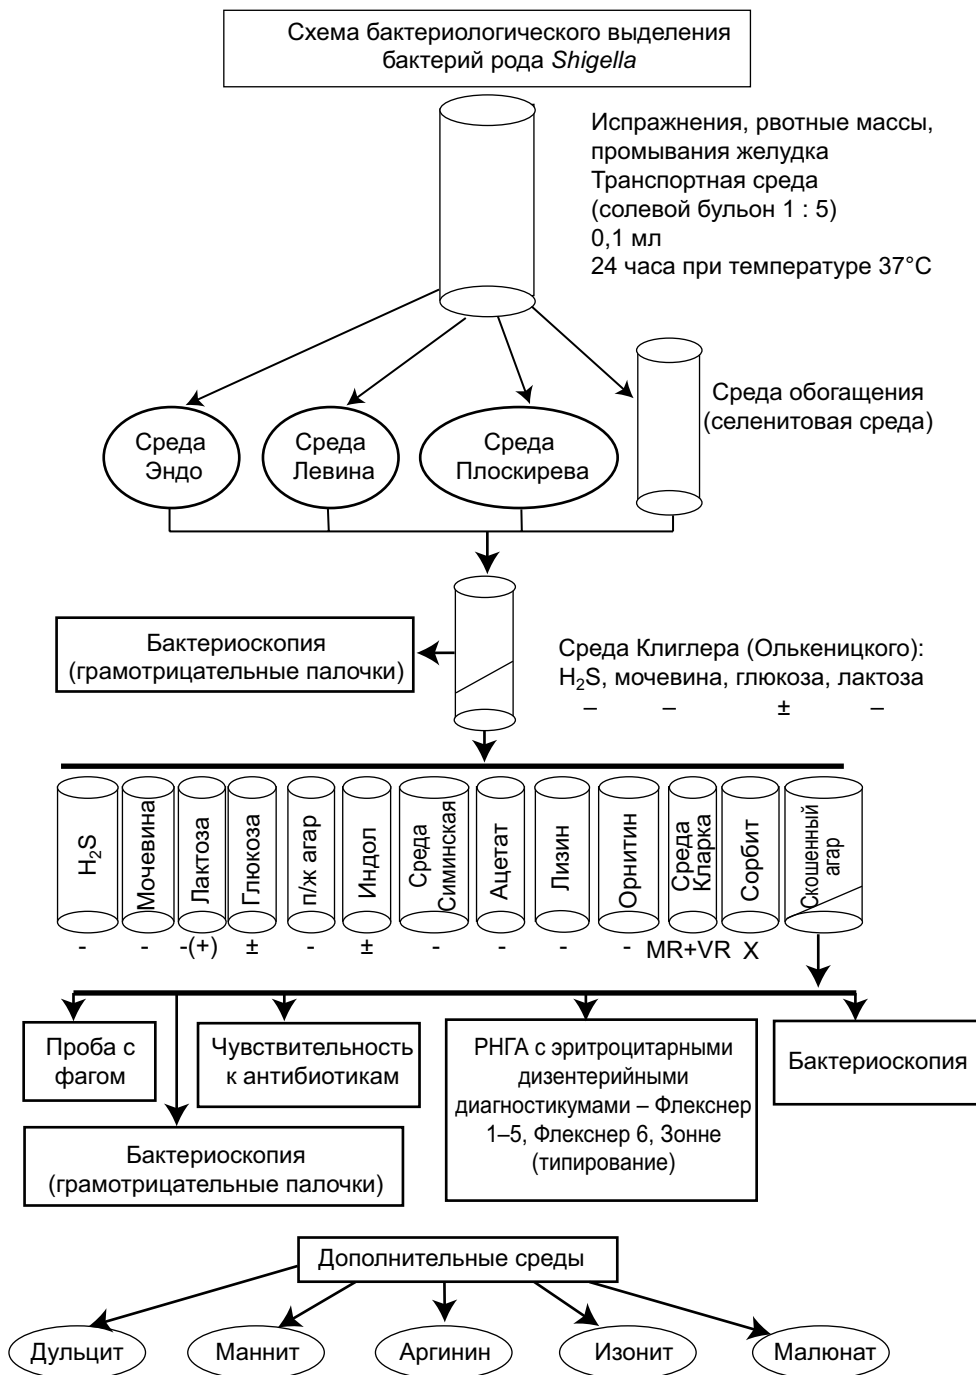 Схема бактериологического выделения
бактерий рода Shigella
Испражнения, рвотные массы,
промывания желудка
Транспортная среда
(солевой бульон 1 : 5)
0,1 мл
24 часа при температуре 37°C
Среда обогащения
(селенитовая среда)
Среда
Эндо
Среда
Левина
Среда
Плоскирева
Бактериоскопия
(грамотрицательные палочки)
Среда Клиглера (Олькеницкого):
H₂S, мочевина, глюкоза, лактоза
– – ± –
H₂S
Мочевина
Лактоза
Глюкоза
п/ж агар
Индол
Среда
Симинская
Ацетат
Лизин
Орнитин
Среда
Кларка
Сорбит
Скошенный
агар
- - -(+) ± - ± - - - - MR+VR X
Проба с
фагом
Чувствительность
к антибиотикам
РНГА с эритроцитарными
дизентерийными
диагностикумами – Флекснер
1–5, Флекснер 6, Зонне
(типирование)
Бактериоскопия
Бактериоскопия
(грамотрицательные палочки)
Дополнительные среды
Дульцит
Маннит
Аргинин
Изонит
Малюнат